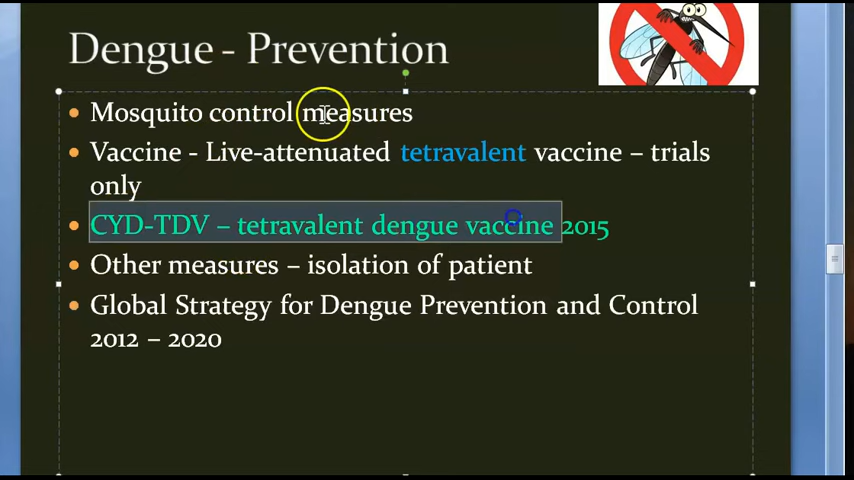 Dengue - Prevention
Mosquito control measures
Vaccine - Live-attenuated tetravalent vaccine – trials
only
CYD-TDV – tetravalent dengue vaccine 2015
Other measures – isolation of patient
Global Strategy for Dengue Prevention and Control
2012 – 2020